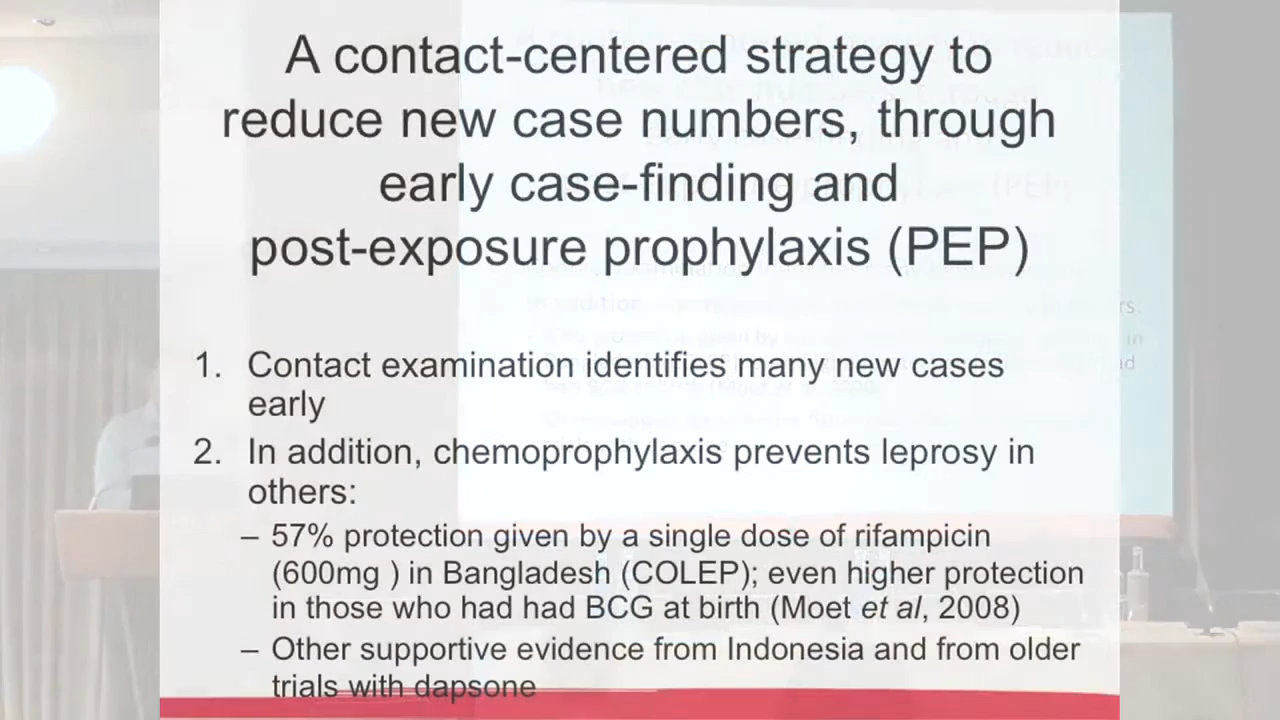 A contact-centered strategy to
reduce new case numbers, through
early case-finding and
post-exposure prophylaxis (PEP)
1. Contact examination identifies many new cases
early
2. In addition, chemoprophylaxis prevents leprosy in
others:
– 57% protection given by a single dose of rifampicin
(600mg ) in Bangladesh (COLEP); even higher protection
in those who had had BCG at birth (Moet et al, 2008)
– Other supportive evidence from Indonesia and from older
trials with dapsone